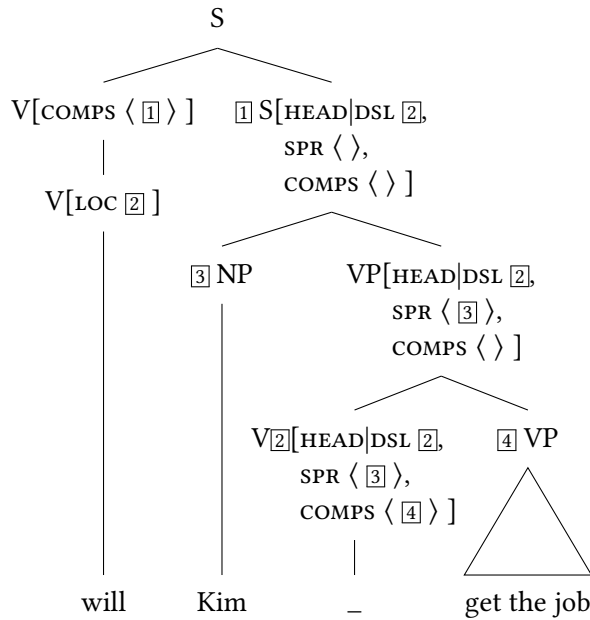 S
V[COMPS ⟨ 1 ⟩ ] 1 S[HEAD|DSL 2,
SPR ⟨ ⟩,
COMPS ⟨ ⟩ ]
V[LOC 2 ]
3 NP VP[HEAD|DSL 2,
SPR ⟨ 3 ⟩,
COMPS ⟨ ⟩ ]
V2[HEAD|DSL 2, 4 VP
SPR ⟨ 3 ⟩,
COMPS ⟨ 4 ⟩ ]
will Kim _ get the job